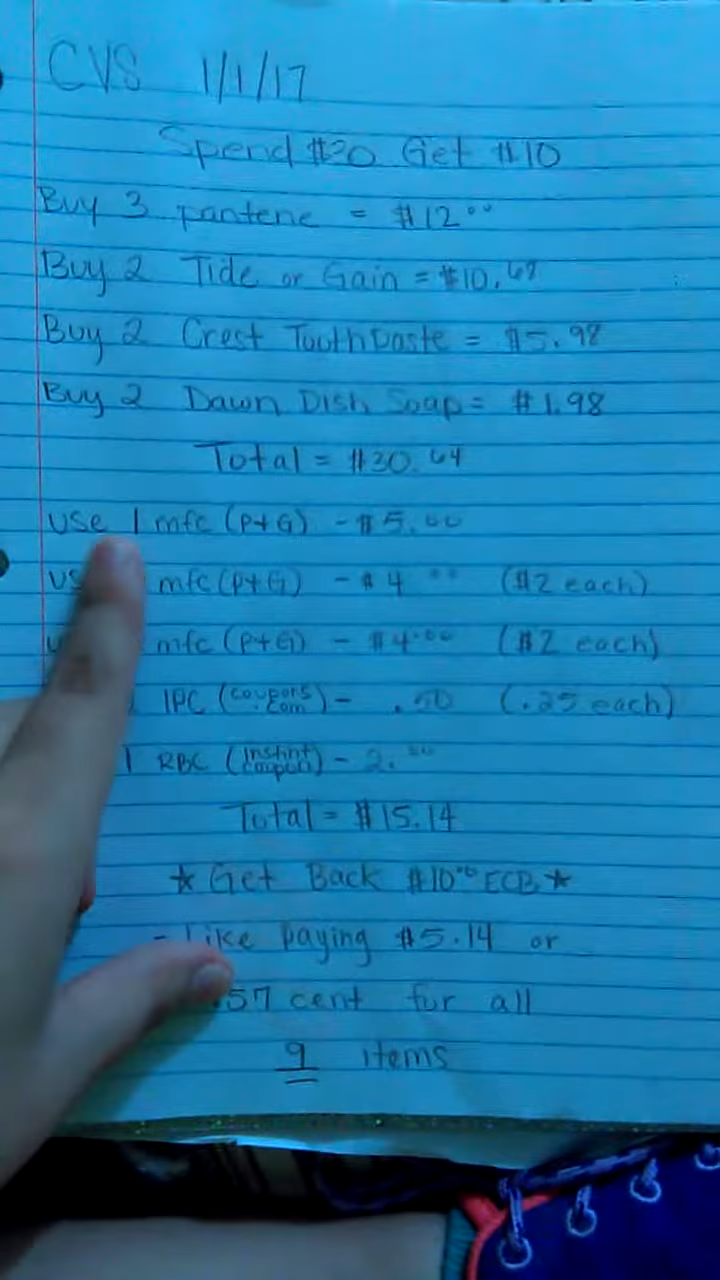 CVS 1/1/17
Spend $30 Get $10
Buy 3 pantene = $12.00
Buy 2 Tide or Gain = $10.68
Buy 2 Crest Toothpaste = $5.98
Buy 2 Dawn Dish Soap = $1.98
Total = $30.64
use 1 mfc (P+G) - $5.00
mfc (P+G) - $4.00 ($2 each)
mfc (P+G) - $4.00 ($2 each)
IPC (coupons.com) - .50 (.25 each)
1 RBC (instint coupon) - 2.00
Total = $15.14
★ Get Back $10.00 ECB ★
- Like paying $5.14 or
.57 cent for all
9 items